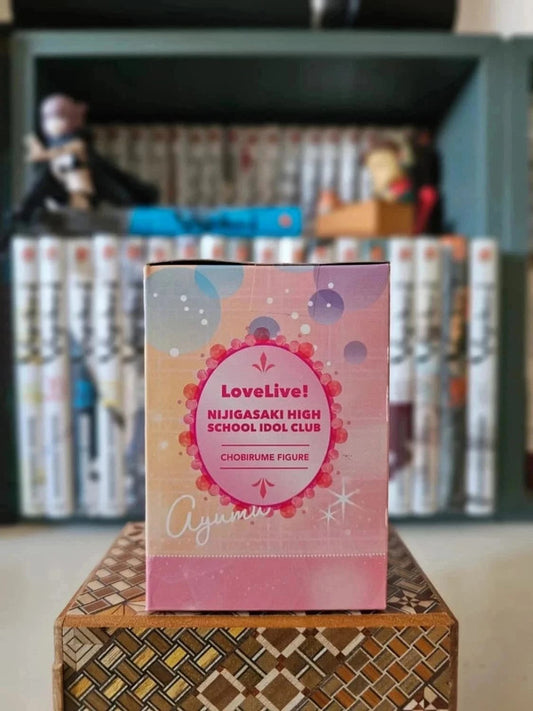 LoveLive!
NIJIGASAKI HIGH
SCHOOL IDOL CLUB
CHOBIRUME FIGURE
Ayumu